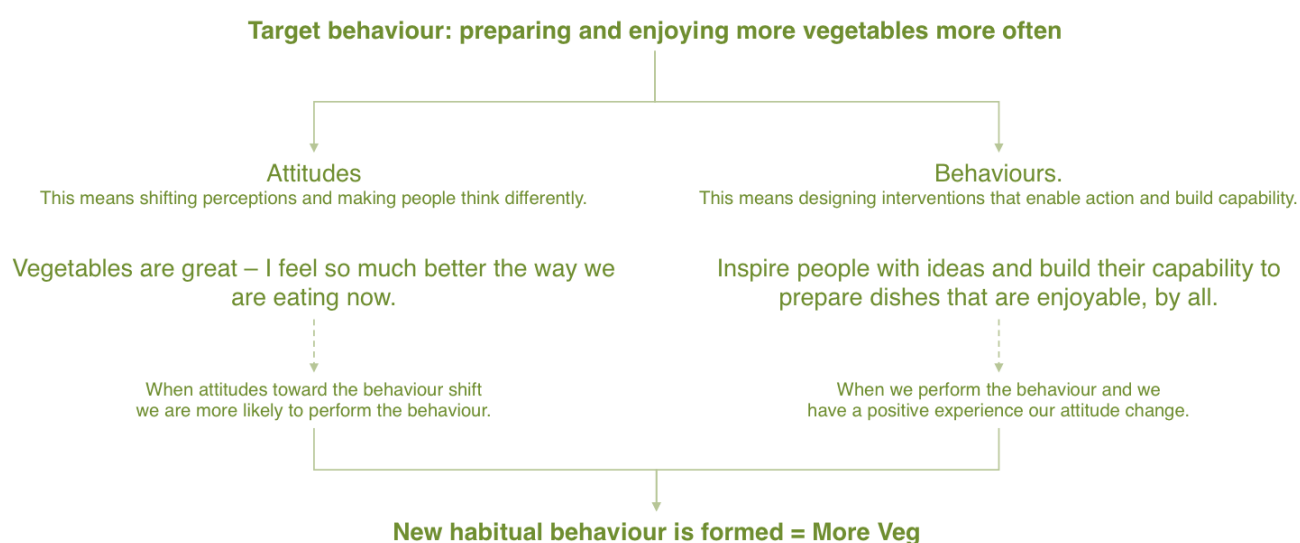 Target behaviour: preparing and enjoying more vegetables more often
Attitudes
This means shifting perceptions and making people think differently.
Vegetables are great – I feel so much better the way we
are eating now.
When attitudes toward the behaviour shift
we are more likely to perform the behaviour.
Behaviours.
This means designing interventions that enable action and build capability.
Inspire people with ideas and build their capability to
prepare dishes that are enjoyable, by all.
When we perform the behaviour and we
have a positive experience our attitude change.
New habitual behaviour is formed = More Veg